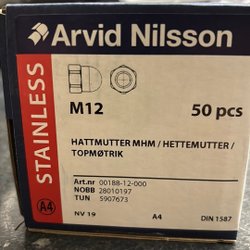 Arvid Nilsson
STAINLESS
M12 50 pcs
HATTMUTTER MHM / HETTEMUTTER /
TOPMØTRIK
Art.nr 00188-12-000
NOBB 28010197
TUN 5907673
A4
NV 19 A4 DIN 1587